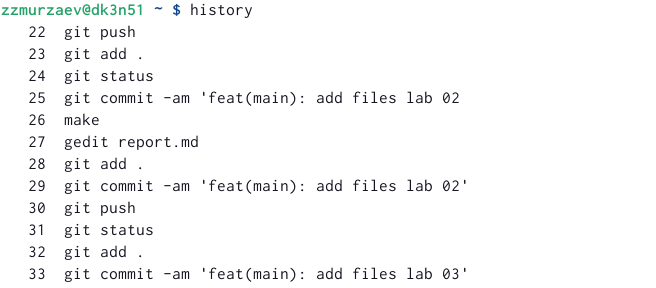 zzmurzaev@dk3n51 ~ $ history
22 git push
23 git add .
24 git status
25 git commit -am 'feat(main): add files lab 02
26 make
27 gedit report.md
28 git add .
29 git commit -am 'feat(main): add files lab 02'
30 git push
31 git status
32 git add .
33 git commit -am 'feat(main): add files lab 03'